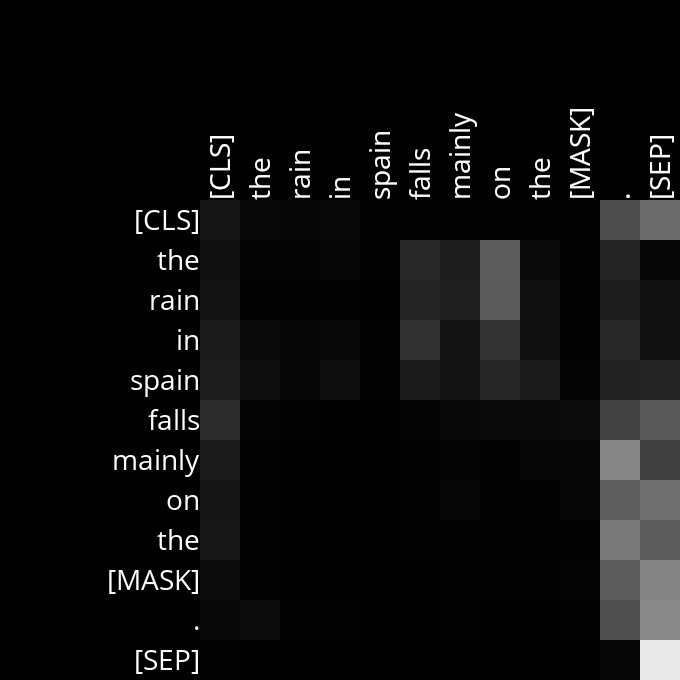 [CLS] the rain in spain falls mainly on the [MASK] . [SEP]
[CLS]
the
rain
in
spain
falls
mainly
on
the
[MASK]
.
[SEP]